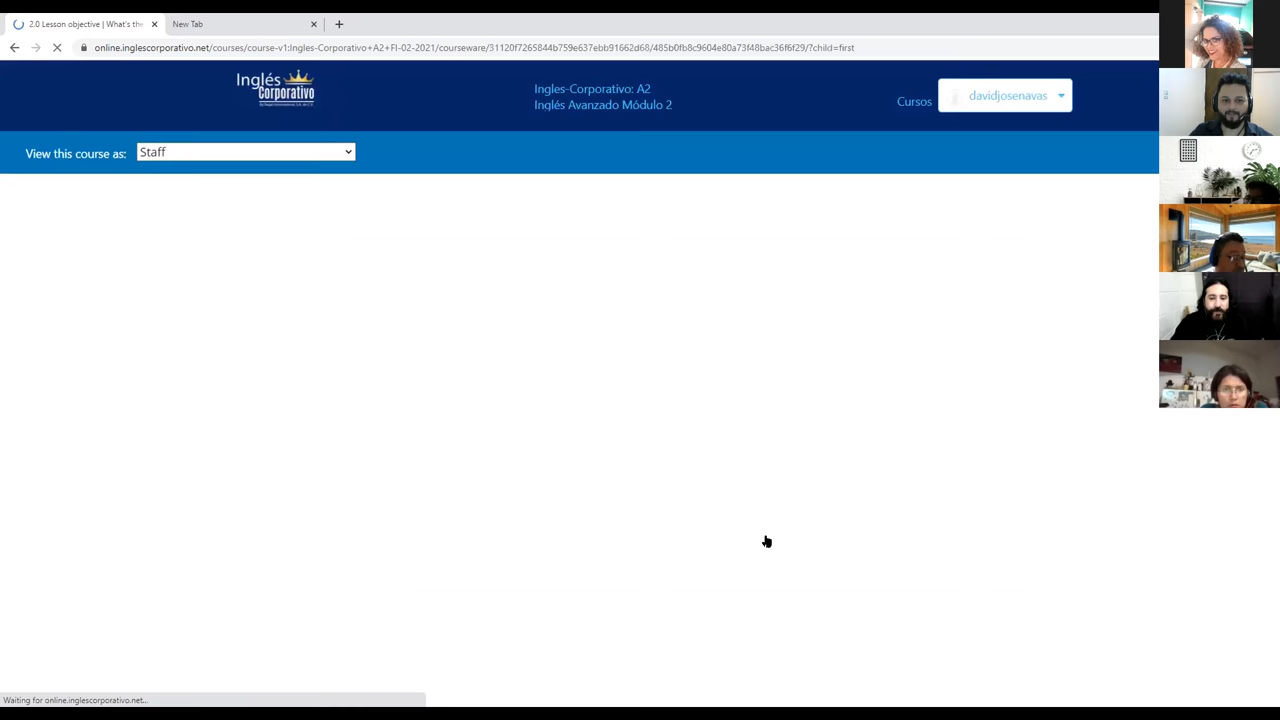 2.0 Lesson objective | What's the
New Tab
online.inglescorporativo.net/courses/course-v1:Ingles-Corporativo+A2+FI-02-2021/courseware/31120f7265844b759e637ebb91662d68/485b0fb8c9604e80a73f48bac36f6f29/?child=first
Inglés
Corporativo
Ingles-Corporativo: A2
Inglés Avanzado Módulo 2
Cursos
davidjosenavas
View this course as:
Staff
Waiting for online.inglescorporativo.net...